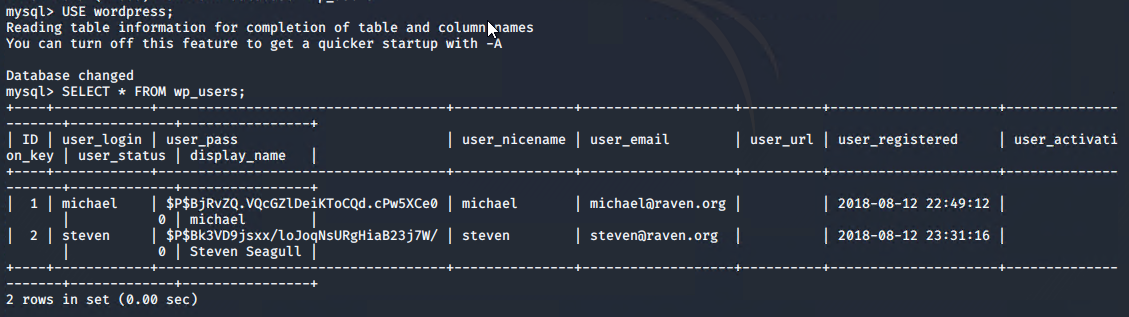 mysql> USE wordpress;
Reading table information for completion of table and column names
You can turn off this feature to get a quicker startup with -A
Database changed
mysql> SELECT * FROM wp_users;
+----+------------+------------------------------------+---------------+-------------------+----------+---------------------+--------------
-------+-------------+----------------+
| ID | user_login | user_pass                          | user_nicename | user_email        | user_url | user_registered     | user_activati
on_key | user_status | display_name   |
+----+------------+------------------------------------+---------------+-------------------+----------+---------------------+--------------
-------+-------------+----------------+
|  1 | michael    | $P$BjRvZQ.VQcGZlDeiKToCQd.cPw5XCe0 | michael       | michael@raven.org |          | 2018-08-12 22:49:12 |
       |           0 | michael        |
|  2 | steven     | $P$Bk3VD9jsxx/loJoqNsURgHiaB23j7W/ | steven        | steven@raven.org  |          | 2018-08-12 23:31:16 |
       |           0 | Steven Seagull |
+----+------------+------------------------------------+---------------+-------------------+----------+---------------------+--------------
-------+-------------+----------------+
2 rows in set (0.00 sec)